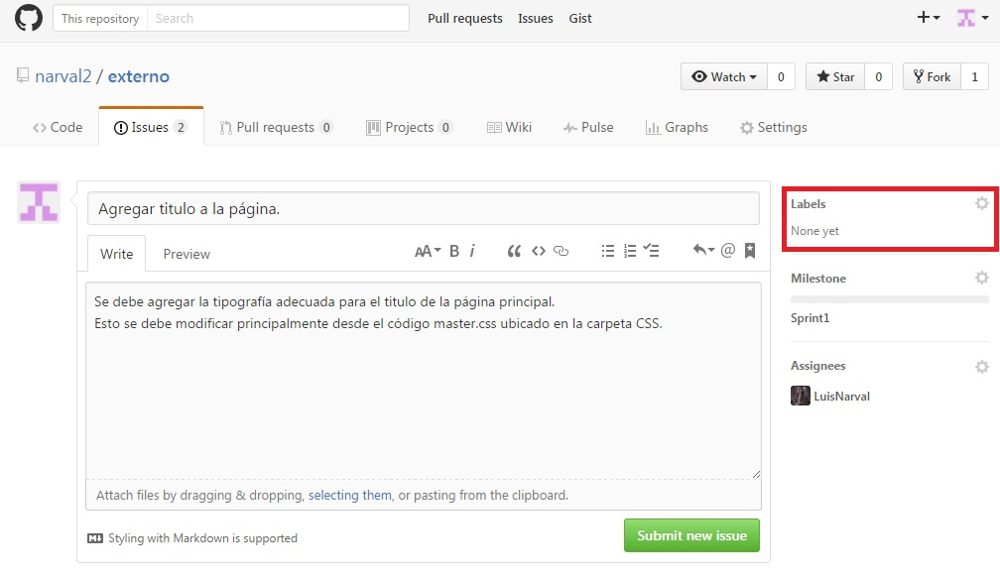 This repository Search Pull requests Issues Gist
narval2 / externo Watch 0 Star 0 Fork 1
Code Issues 2 Pull requests 0 Projects 0 Wiki Pulse Graphs Settings
Agregar titulo a la página.
Write Preview AA B i @
Se debe agregar la tipografía adecuada para el titulo de la página principal.
Esto se debe modificar principalmente desde el código master.css ubicado en la carpeta CSS.
Attach files by dragging & dropping, selecting them, or pasting from the clipboard.
Styling with Markdown is supported
Submit new issue
Labels
None yet
Milestone
Sprint1
Assignees
LuisNarval